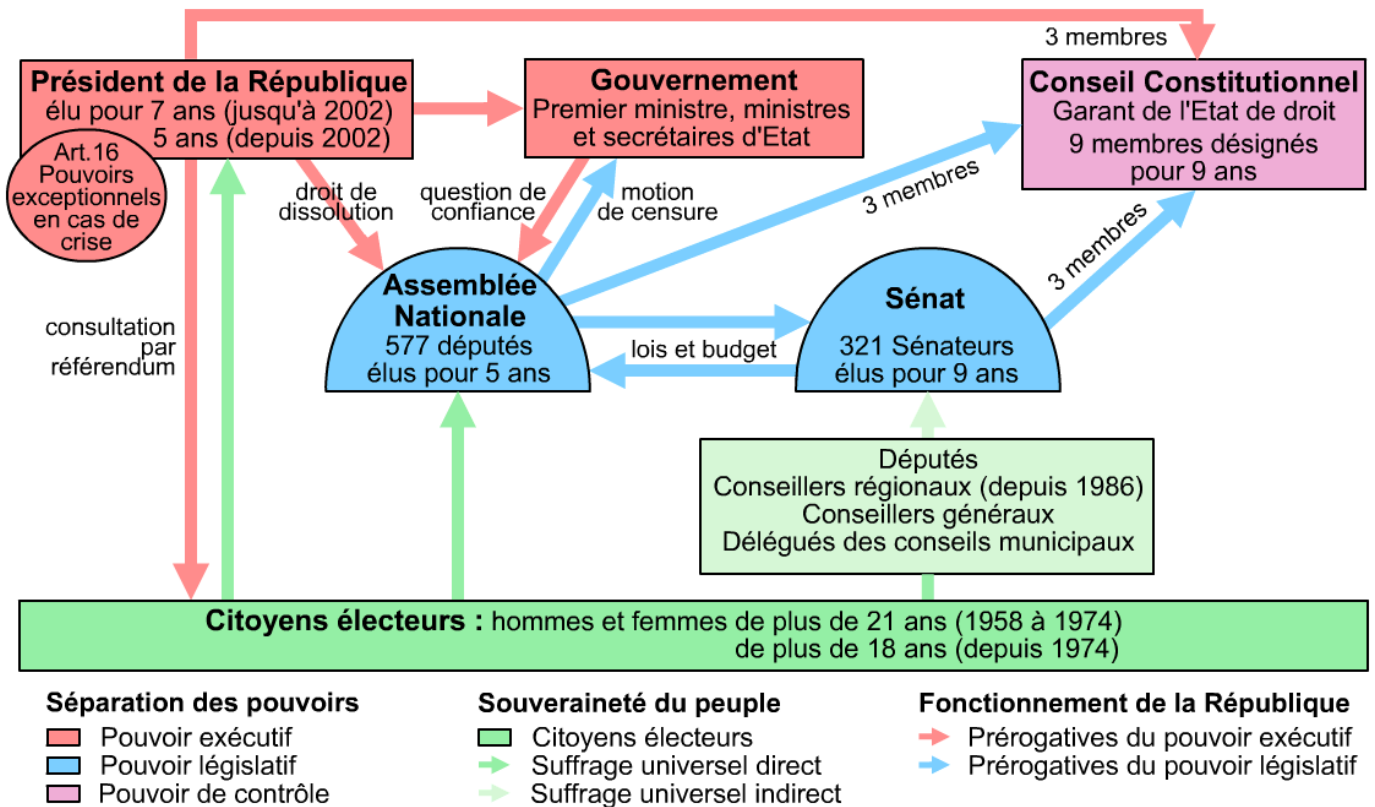 3 membres
Président de la République
élu pour 7 ans (jusqu'à 2002)
5 ans (depuis 2002)
Art.16
Pouvoirs
exceptionnels
en cas de
crise
Gouvernement
Premier ministre, ministres
et secrétaires d'Etat
Conseil Constitutionnel
Garant de l'Etat de droit
9 membres désignés
pour 9 ans
droit de
dissolution
question de
confiance
motion
de censure
3 membres
3 membres
Assemblée
Nationale
577 députés
élus pour 5 ans
lois et budget
Sénat
321 Sénateurs
élus pour 9 ans
consultation
par
référendum
Députés
Conseillers régionaux (depuis 1986)
Conseillers généraux
Délégués des conseils municipaux
Citoyens électeurs : hommes et femmes de plus de 21 ans (1958 à 1974)
de plus de 18 ans (depuis 1974)
Séparation des pouvoirs
Pouvoir exécutif
Pouvoir législatif
Pouvoir de contrôle
Souveraineté du peuple
Citoyens électeurs
Suffrage universel direct
Suffrage universel indirect
Fonctionnement de la République
Prérogatives du pouvoir exécutif
Prérogatives du pouvoir législatif